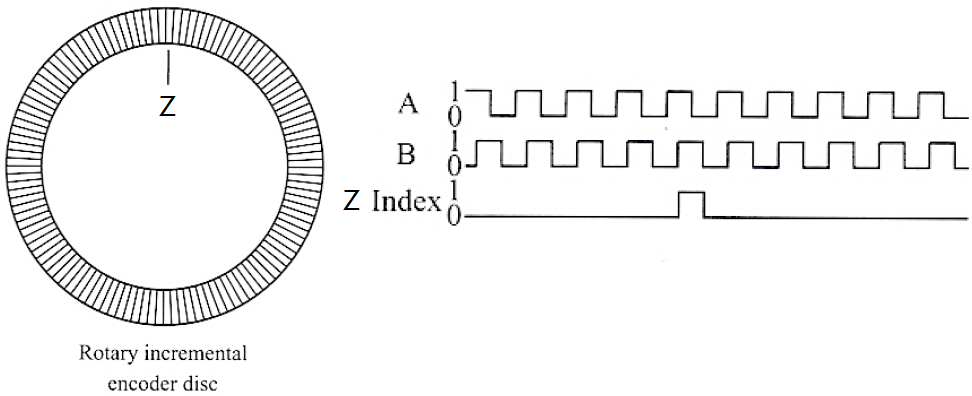 Z
Rotary incremental
encoder disc
A 1
0
B 1
0
Z Index 1
0